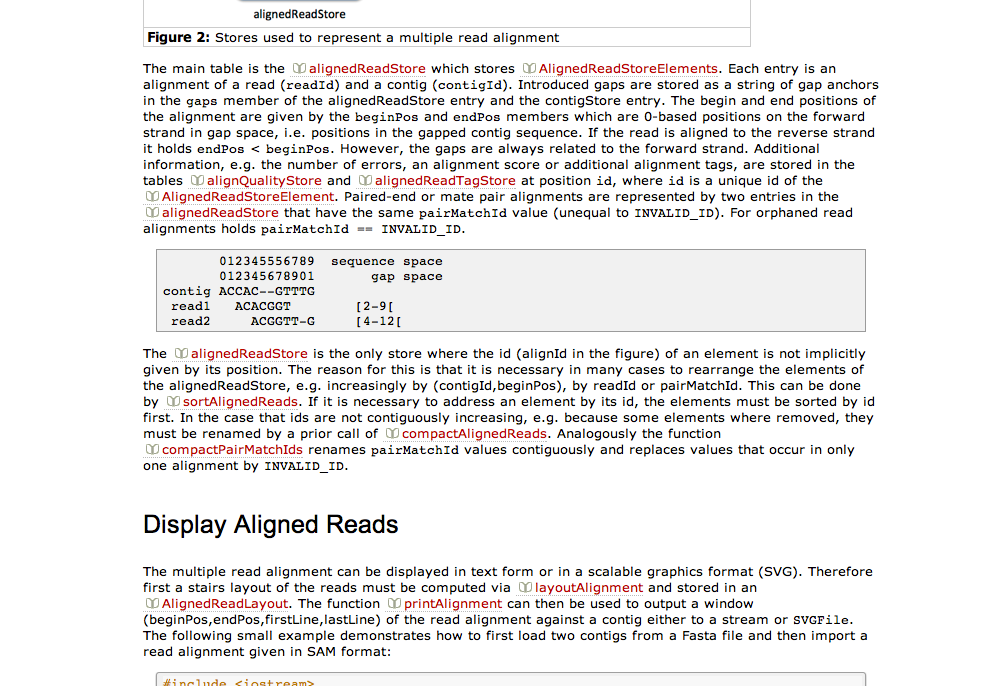 alignedReadStore
Figure 2: Stores used to represent a multiple read alignment
The main table is the alignedReadStore which stores AlignedReadStoreElements. Each entry is an
alignment of a read (readId) and a contig (contigId). Introduced gaps are stored as a string of gap anchors
in the gaps member of the alignedReadStore entry and the contigStore entry. The begin and end positions of
the alignment are given by the beginPos and endPos members which are 0-based positions on the forward
strand in gap space, i.e. positions in the gapped contig sequence. If the read is aligned to the reverse strand
it holds endPos < beginPos. However, the gaps are always related to the forward strand. Additional
information, e.g. the number of errors, an alignment score or additional alignment tags, are stored in the
tables alignQualityStore and alignedReadTagStore at position id, where id is a unique id of the
AlignedReadStoreElement. Paired-end or mate pair alignments are represented by two entries in the
alignedReadStore that have the same pairMatchId value (unequal to INVALID_ID). For orphaned read
alignments holds pairMatchId == INVALID_ID.
012345556789 sequence space
012345678901 gap space
contig ACCAC--GTTTG
read1 ACACGGT [2-9[
read2 ACGGTT-G [4-12[
The alignedReadStore is the only store where the id (alignId in the figure) of an element is not implicitly
given by its position. The reason for this is that it is necessary in many cases to rearrange the elements of
the alignedReadStore, e.g. increasingly by (contigId,beginPos), by readId or pairMatchId. This can be done
by sortAlignedReads. If it is necessary to address an element by its id, the elements must be sorted by id
first. In the case that ids are not contiguously increasing, e.g. because some elements where removed, they
must be renamed by a prior call of compactAlignedReads. Analogously the function
compactPairMatchIds renames pairMatchId values contiguously and replaces values that occur in only
one alignment by INVALID_ID.
Display Aligned Reads
The multiple read alignment can be displayed in text form or in a scalable graphics format (SVG). Therefore
first a stairs layout of the reads must be computed via layoutAlignment and stored in an
AlignedReadLayout. The function printAlignment can then be used to output a window
(beginPos,endPos,firstLine,lastLine) of the read alignment against a contig either to a stream or SVGFile.
The following small example demonstrates how to first load two contigs from a Fasta file and then import a
read alignment given in SAM format:
#include <iostream>